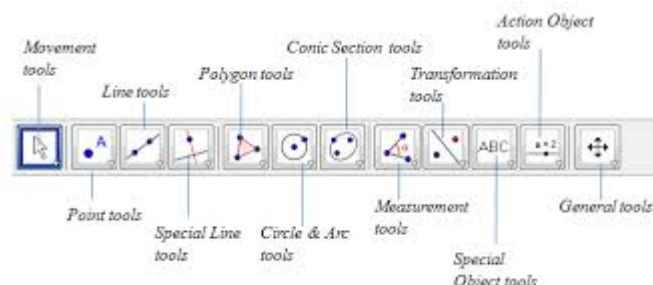 Action Object
tools
Movement
tools
Conic Section tools
Polygon tools
Transformation
tools
Line tools
A
α
ABC
a = 2
Point tools
Special Line
tools
Circle & Arc
tools
Measurement
tools
General tools
Special
Object tools